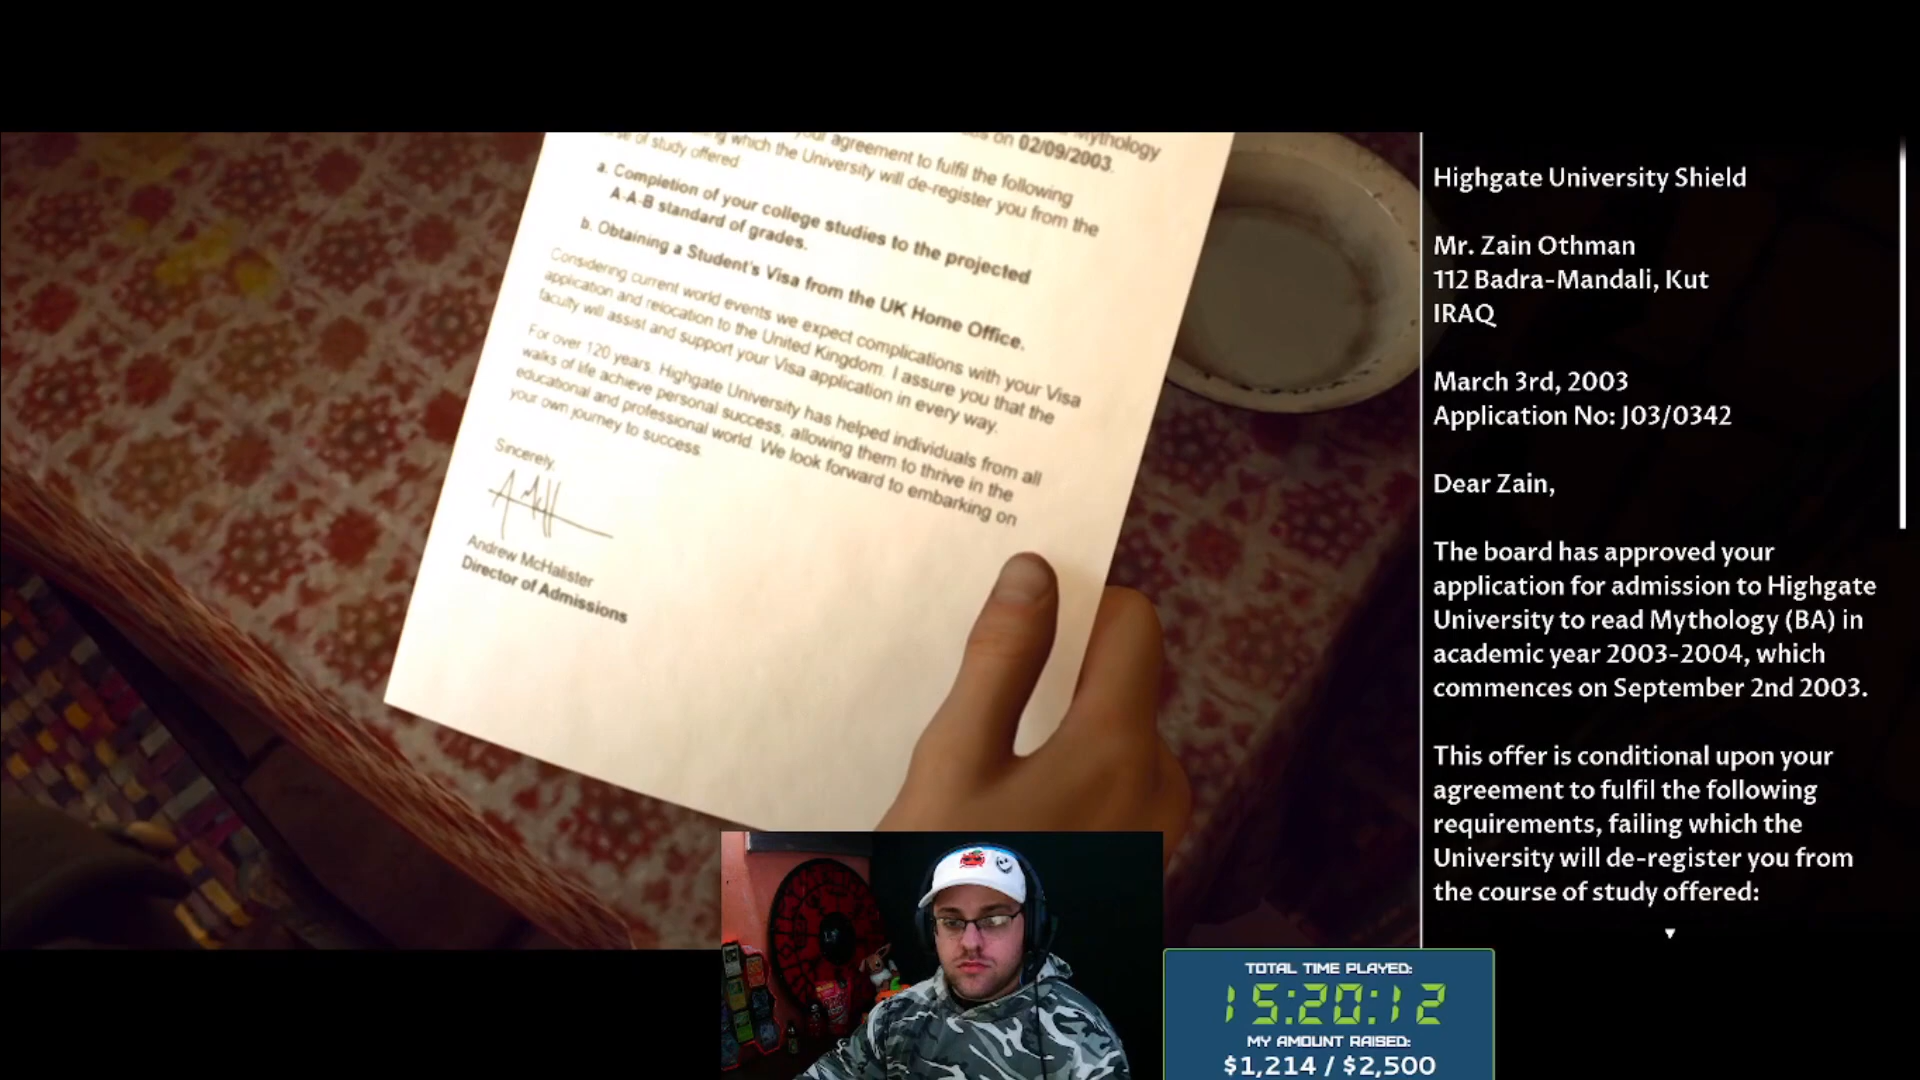 Mythology
on 02/09/2003.
your agreement to fulfil the following
which the University will de-register you from the
of study offered
a. Completion of your college studies to the projected
A-A-B standard of grades.
b. Obtaining a Student's Visa from the UK Home Office.
Considering current world events we expect complications with your Visa
application and relocation to the United Kingdom. I assure you that the
faculty will assist and support your Visa application in every way.
For over 120 years, Highgate University has helped individuals from all
walks of life achieve personal success, allowing them to thrive in the
educational and professional world. We look forward to embarking on
your own journey to success.
Sincerely,
Andrew McHalister
Director of Admissions
Highgate University Shield
Mr. Zain Othman
112 Badra-Mandali, Kut
IRAQ
March 3rd, 2003
Application No: J03/0342
Dear Zain,
The board has approved your
application for admission to Highgate
University to read Mythology (BA) in
academic year 2003-2004, which
commences on September 2nd 2003.
This offer is conditional upon your
agreement to fulfil the following
requirements, failing which the
University will de-register you from
the course of study offered:
TOTAL TIME PLAYED:
15:20:12
MY AMOUNT RAISED:
$1,214 / $2,500